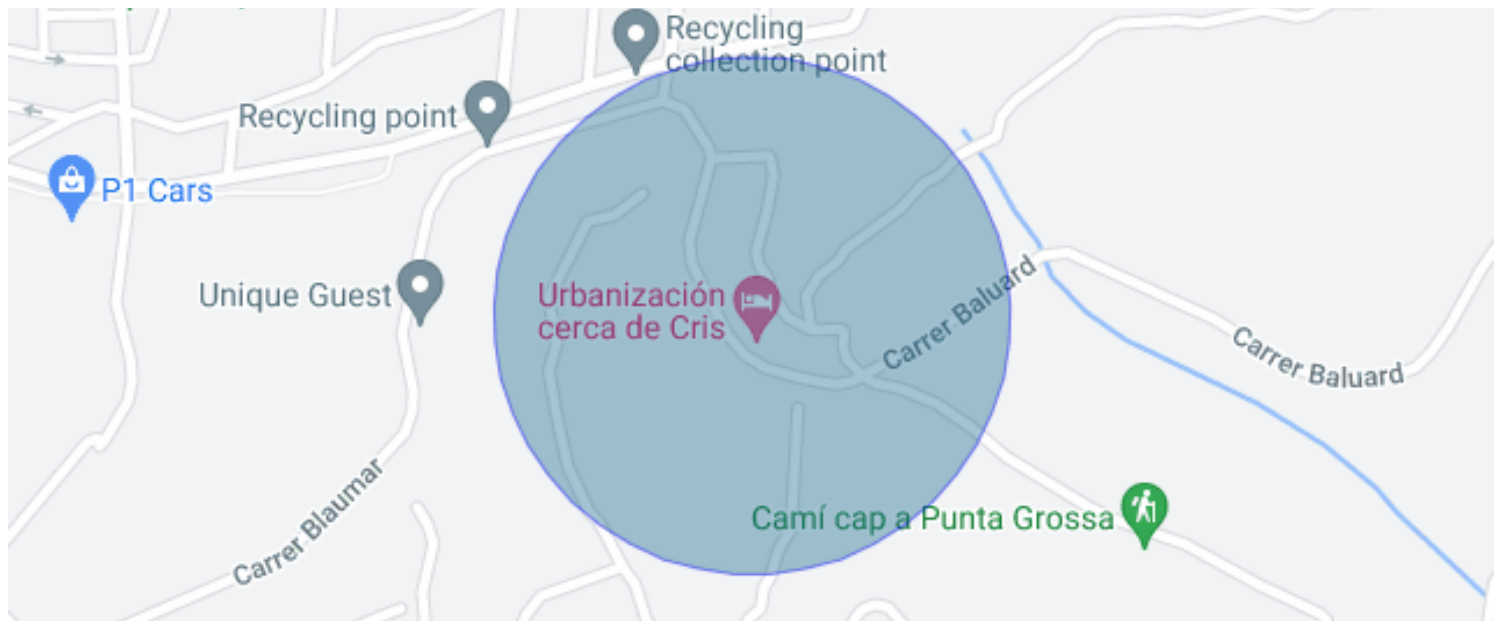 Recycling
collection point
Recycling point
P1 Cars
Unique Guest
Urbanización
cerca de Cris
Carrer Baluard
Carrer Baluard
Camí cap a Punta Grossa
Carrer Blaumar